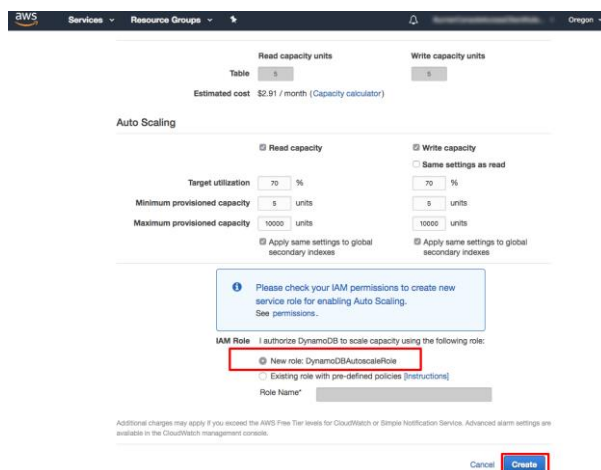 aws Services Resource Groups Oregon
Read capacity units Write capacity units
Table 5 5
Estimated cost $2.91 / month (Capacity calculator)
Auto Scaling
Read capacity Write capacity
Same settings as read
Target utilization 70 % 70 %
Minimum provisioned capacity 5 units 5 units
Maximum provisioned capacity 10000 units 10000 units
Apply same settings to global Apply same settings to global
secondary indexes secondary indexes
Please check your IAM permissions to create new
service role for enabling Auto Scaling.
See permissions.
IAM Role I authorize DynamoDB to scale capacity using the following role:
New role: DynamoDBAutoscaleRole
Existing role with pre-defined policies [Instructions]
Role Name*
Additional charges may apply if you exceed the AWS Free Tier levels for CloudWatch or Simple Notification Service. Advanced alarm settings are
available in the CloudWatch management console.
Cancel Create